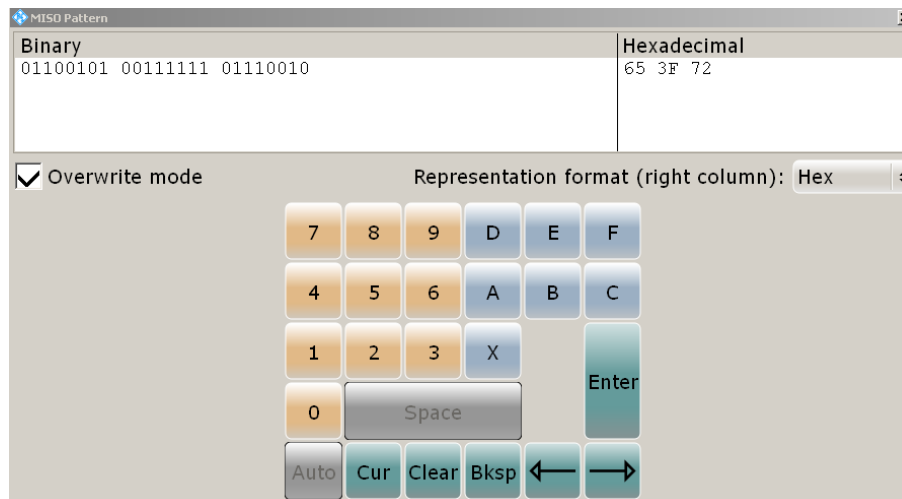 MISO Pattern
Binary Hexadecimal
01100101 00111111 01110010 65 3F 72
Overwrite mode Representation format (right column): Hex
7 8 9 D E F
4 5 6 A B C
1 2 3 X
Enter
0 Space
Auto Cur Clear Bksp